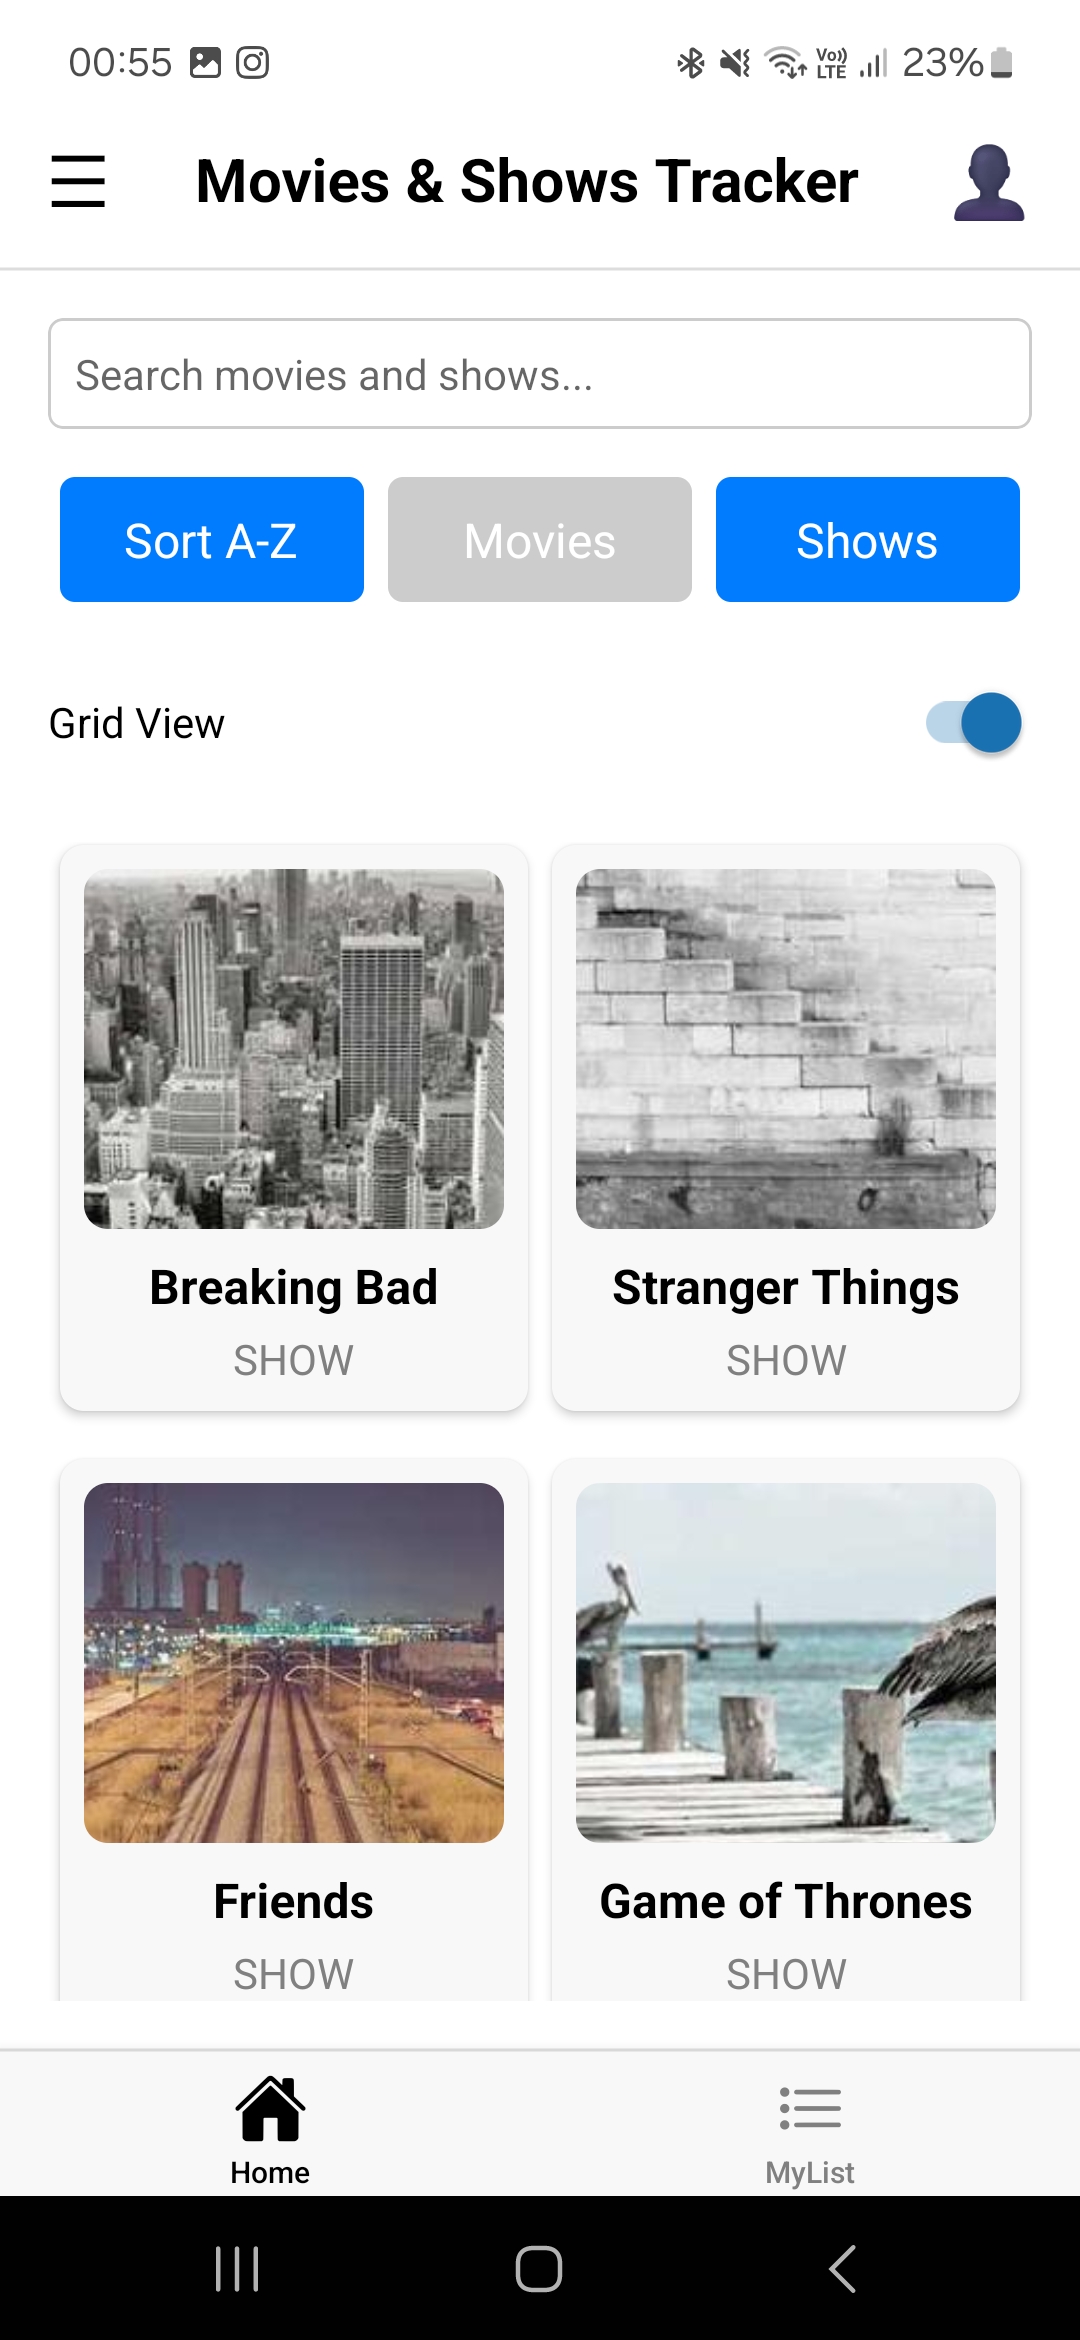 00:55 Vo)) LTE 23%
Movies & Shows Tracker
Search movies and shows...
Sort A-Z Movies Shows
Grid View
Breaking Bad Stranger Things
SHOW SHOW
Friends Game of Thrones
SHOW SHOW
Home MyList